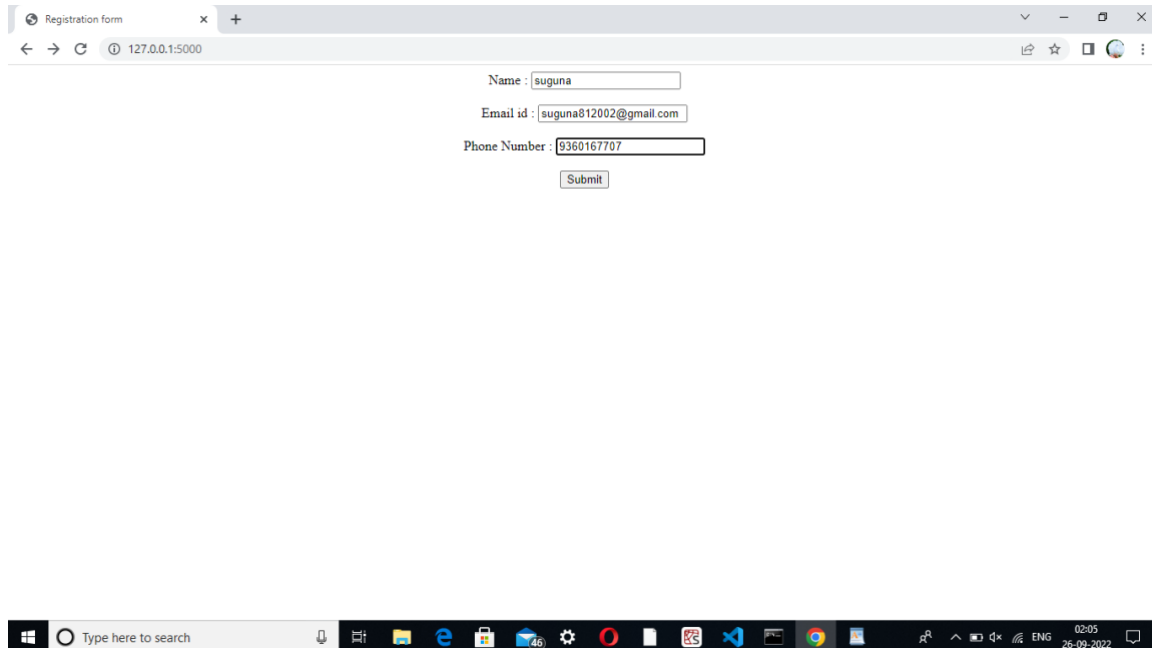 Registration form
127.0.0.1:5000
Name : suguna
Email id : suguna812002@gmail.com
Phone Number : 9360167707
Submit
Type here to search
46
ENG
02:05
26-09-2022